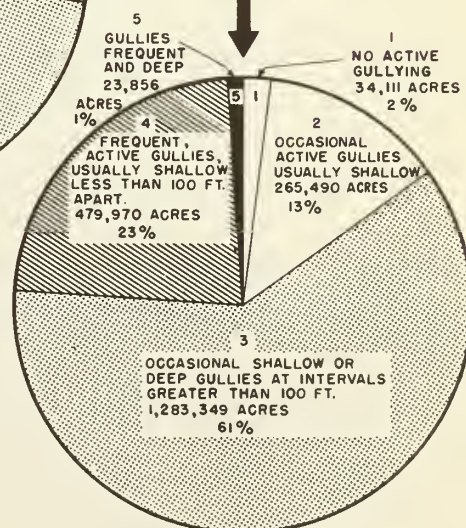 5
GULLIES
FREQUENT
AND DEEP
23,856
ACRES
1%
1
NO ACTIVE
GULLYING
34,111 ACRES
2%
5
1
4
FREQUENT,
ACTIVE GULLIES,
USUALLY SHALLOW
LESS THAN 100 FT.
APART.
479,970 ACRES
23%
2
OCCASIONAL
ACTIVE GULLIES
USUALLY SHALLOW
265,490 ACRES
13%
3
OCCASIONAL SHALLOW OR
DEEP GULLIES AT INTERVALS
GREATER THAN 100 FT.
1,283,349 ACRES
61%